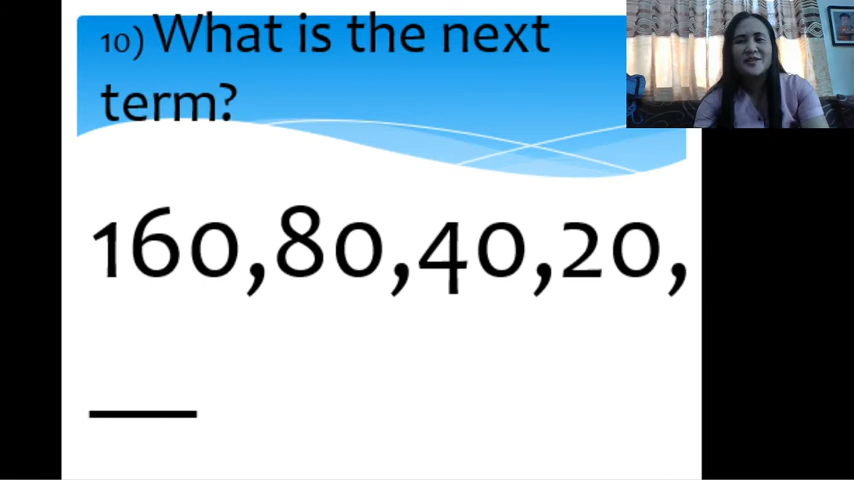 10) What is the next
term?
160,80,40,20,
___